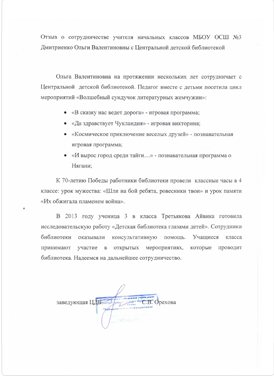 Отзыв о сотрудничестве учителя начальных классов МБОУ ОСШ №3
Дмитриенко Ольги Валентиновны с Центральной детской библиотекой
Ольга Валентиновна на протяжении нескольких лет сотрудничает с
Центральной детской библиотекой. Педагог вместе с детьми посетила цикл
мероприятий «Волшебный сундучок литературных жемчужин»:
• «В сказку нас ведет дорога» - игровая программа;
• «Да здравствует Чукляндия» - игровая викторина;
• «Космическое приключение веселых друзей» - познавательная
игровая программа;
• «И вырос город среди тайги…» - познавательная программа о
Нягани;
К 70-летию Победы работники библиотеки провели классные часы в 4
классе: урок мужества: «Шли на бой ребята, ровесники твои» и урок памяти
«Их обжигала пламенем война».
В 2013 году ученица 3 в класса Третьякова Айвика готовила
исследовательскую работу «Детская библиотека глазами детей». Сотрудники
библиотеки оказывали консультативную помощь. Учащиеся класса
принимают участие в открытых мероприятиях, которые проводит
библиотека. Надеемся на дальнейшее сотрудничество.
заведующая ЦДБ С.В. Орехова